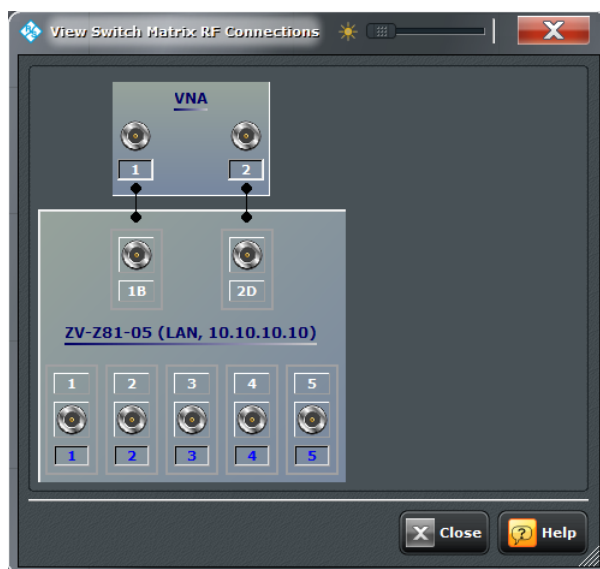 View Switch Matrix RF Connections
VNA
1 2
1B 2D
ZV-Z81-05 (LAN, 10.10.10.10)
1 2 3 4 5
1 2 3 4 5
Close Help